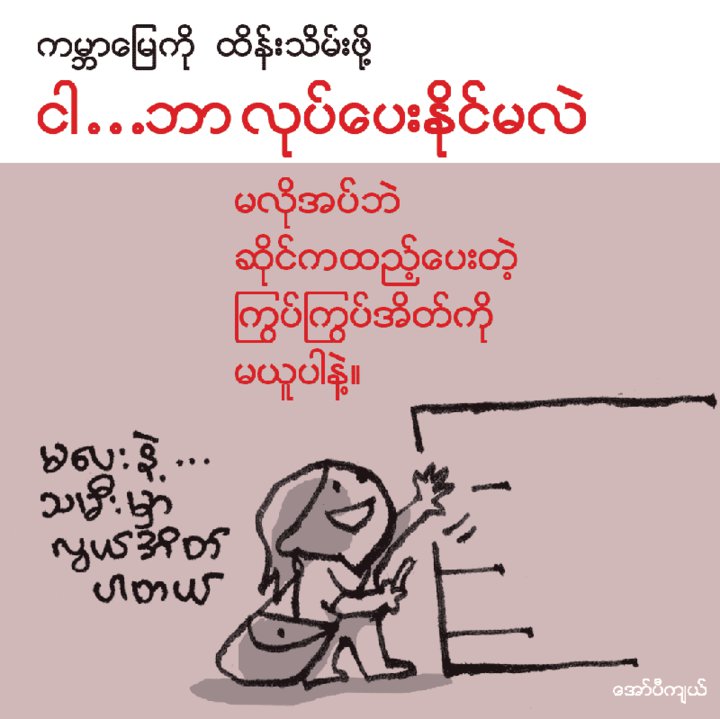 ကမ္ဘာမြေကို ထိန်းသိမ်းဖို့
ငါ...ဘာ လုပ်ပေးနိုင်မလဲ
မလိုအပ်ဘဲ
ဆိုင်ကထည့်ပေးတဲ့
ကြွပ်ကြွပ်အိတ်ကို
မယူပါနဲ့။
မပေးနဲ့...
သမီးမှာ
လွယ်အိတ်
ပါတယ်
အော်ပီကျယ်